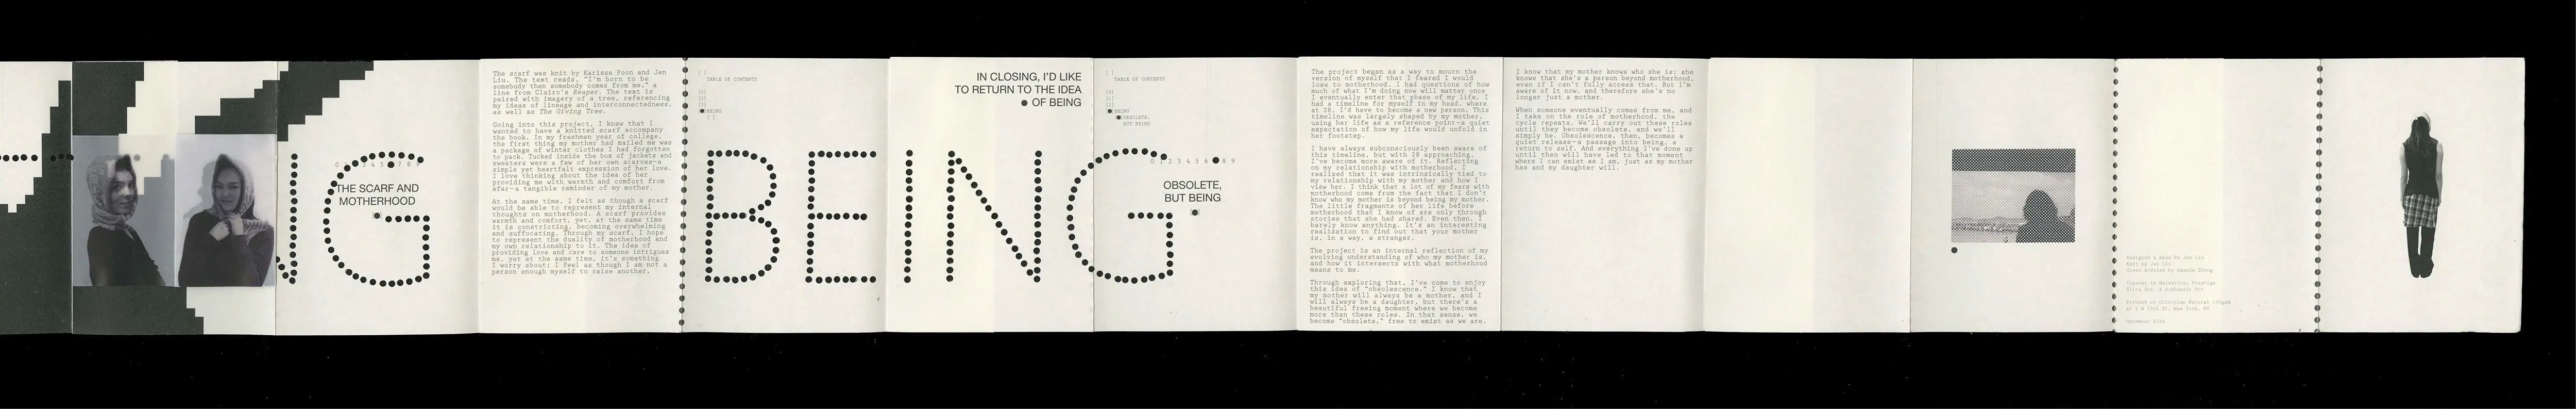 NG
0 1 2 3 4 5 7 8 9
THE SCARF AND
MOTHERHOOD
The scarf was knit by Karissa Poon and Jen
Liu. The text reads, "I'm born to be
somebody then somebody comes from me," a
line from Clairo's Reaper. The text is
paired with imagery of a tree, referencing
my ideas of lineage and interconnectedness,
as well as The Giving Tree.
Going into this project, I knew that I
wanted to have a knitted scarf accompany
the book. In my freshman year of college,
the first thing my mother had mailed me was
a package of winter clothes I had forgotten
to pack. Tucked inside the box of jackets and
sweaters were a few of her own scarves—a
simple yet heartfelt expression of her love.
I love thinking about the idea of her
providing me with warmth and comfort from
afar—a tangible reminder of my mother.
At the same time, I felt as though a scarf
would be able to represent my internal
thoughts on motherhood. A scarf provides
warmth and comfort, yet, at the same time
it is constricting, becoming overwhelming
and suffocating. Through my scarf, I hope
to represent the duality of motherhood and
my own relationship to it. The idea of
providing love and care to someone intrigues
me, yet at the same time, it's something
I worry about; I feel as though I am not a
person enough myself to raise another.
[ ]
TABLE OF CONTENTS
[0]
[1]
[2]
BEING
[.]
BEING
IN CLOSING, I'D LIKE
TO RETURN TO THE IDEA
● OF BEING
[ ]
TABLE OF CONTENTS
[0]
[1]
[2]
BEING
OBSOLETE,
BUT BEING
0 1 2 3 4 5 6 8 9
OBSOLETE,
BUT BEING
The project began as a way to mourn the
version of myself that I feared I would
lose to motherhood. I had questions of how
much of what I'm doing now will matter once
I eventually enter that phase of my life. I
had a timeline for myself in my head, where
at 28, I'd have to become a new person. This
timeline was largely shaped by my mother,
using her life as a reference point—a quiet
expectation of how my life would unfold in
her footstep.
I have always subconsciously been aware of
this timeline, but with 28 approaching,
I've become more aware of it. Reflecting
on my relationship with motherhood, I
realized that it was intrinsically tied to
my relationship with my mother and how I
view her. I think that a lot of my fears with
motherhood come from the fact that I don't
know who my mother is beyond being my mother.
The little fragments of her life before
motherhood that I know of are only through
stories that she had shared. Even then, I
barely know anything. It's an interesting
realization to find out that your mother
is, in a way, a stranger.
The project is an internal reflection of my
evolving understanding of who my mother is,
and how it intersects with what motherhood
means to me.
Through exploring that, I've come to enjoy
this idea of "obsolescence." I know that
my mother will always be a mother, and I
will always be a daughter, but there's a
beautiful freeing moment where we become
more than these roles. In that sense, we
become "obsolete," free to exist as we are.
I know that my mother knows who she is; she
knows that she's a person beyond motherhood,
even if I can't fully access that. But I'm
aware of it now, and therefore she's no
longer just a mother.
When someone eventually comes from me, and
I take on the role of motherhood, the
cycle repeats. We'll carry out these roles
until they become obsolete, and we'll
simply be. Obsolescence, then, becomes a
quiet release—a passage into being, a
return to self. And everything I've done up
until then will have led to that moment
where I can exist as I am, just as my mother
has and my daughter will.
Designed & made by Jen Liu
Knit by Jen Liu
Cover modeled by Amanda Zheng
Typeset in Helvetica, Prestige
Printed on Colorplan Natural
New York, NY
December 2024